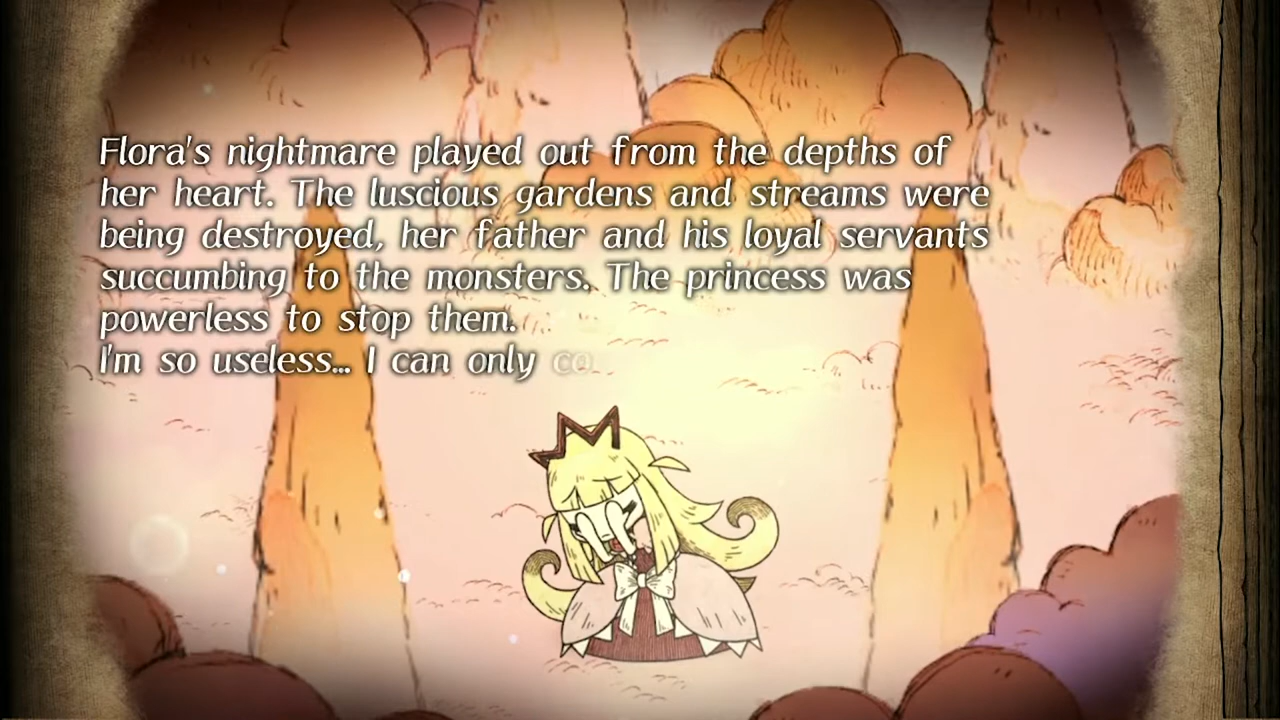 Flora's nightmare played out from the depths of
her heart. The luscious gardens and streams were
being destroyed, her father and his loyal servants
succumbing to the monsters. The princess was
powerless to stop them.
I'm so useless... I can only co